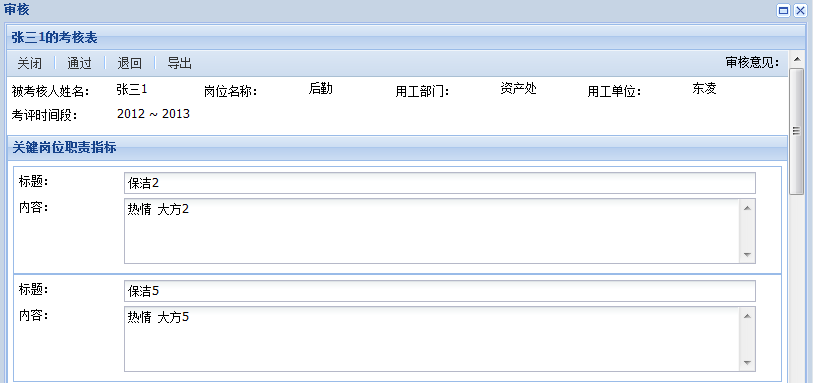 审核
张三1的考核表
关闭 通过 退回 导出 审核意见：
被考核人姓名： 张三1 岗位名称： 后勤 用工部门： 资产处 用工单位： 东凌
考评时间段： 2012 ~ 2013
关键岗位职责指标
标题： 保洁2
内容： 热情 大方2
标题： 保洁5
内容： 热情 大方5